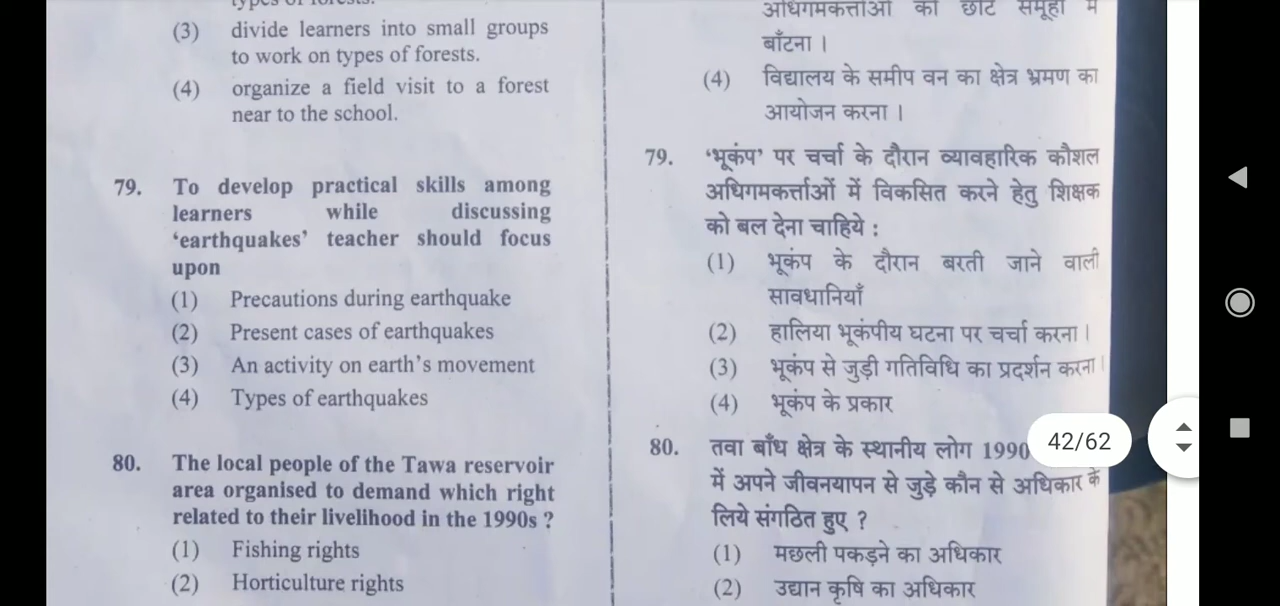 types of forests.
(3) divide learners into small groups
to work on types of forests.
(4) organize a field visit to a forest
near to the school.
79. To develop practical skills among
learners while discussing
‘earthquakes’ teacher should focus
upon
(1) Precautions during earthquake
(2) Present cases of earthquakes
(3) An activity on earth’s movement
(4) Types of earthquakes
80. The local people of the Tawa reservoir
area organised to demand which right
related to their livelihood in the 1990s ?
(1) Fishing rights
(2) Horticulture rights
अधिगमकर्त्ताओं को छोटे समूहों में
बाँटना ।
(4) विद्यालय के समीप वन का क्षेत्र भ्रमण का
आयोजन करना ।
79. ‘भूकंप’ पर चर्चा के दौरान व्यावहारिक कौशल
अधिगमकर्त्ताओं में विकसित करने हेतु शिक्षक
को बल देना चाहिये :
(1) भूकंप के दौरान बरती जाने वाली
सावधानियाँ
(2) हालिया भूकंपीय घटना पर चर्चा करना ।
(3) भूकंप से जुड़ी गतिविधि का प्रदर्शन करना ।
(4) भूकंप के प्रकार
80. तवा बाँध क्षेत्र के स्थानीय लोग 1990
में अपने जीवनयापन से जुड़े कौन से अधिकार के
लिये संगठित हुए ?
(1) मछली पकड़ने का अधिकार
(2) उद्यान कृषि का अधिकार
42/62